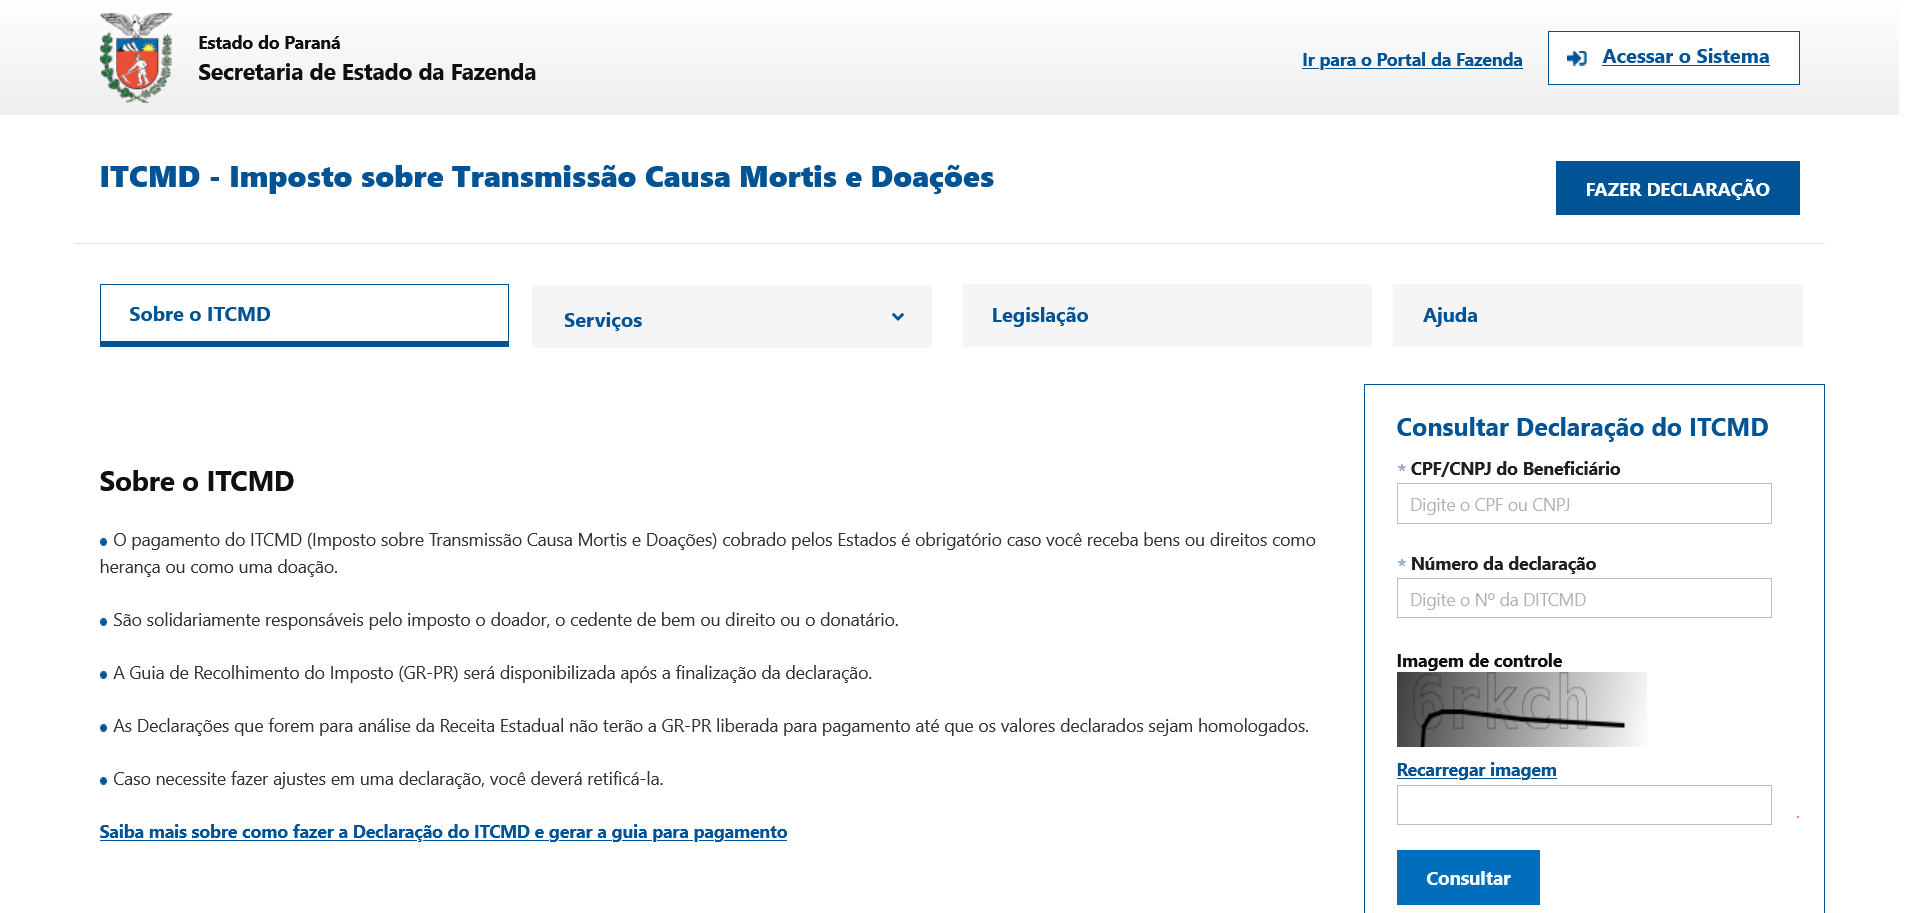 Estado do Paraná
Secretaria de Estado da Fazenda
Ir para o Portal da Fazenda
Acessar o Sistema
ITCMD - Imposto sobre Transmissão Causa Mortis e Doações
FAZER DECLARAÇÃO
Sobre o ITCMD
Serviços
Legislação
Ajuda
Sobre o ITCMD
• O pagamento do ITCMD (Imposto sobre Transmissão Causa Mortis e Doações) cobrado pelos Estados é obrigatório caso você receba bens ou direitos como
herança ou como uma doação.
• São solidariamente responsáveis pelo imposto o doador, o cedente de bem ou direito ou o donatário.
• A Guia de Recolhimento do Imposto (GR-PR) será disponibilizada após a finalização da declaração.
• As Declarações que forem para análise da Receita Estadual não terão a GR-PR liberada para pagamento até que os valores declarados sejam homologados.
• Caso necessite fazer ajustes em uma declaração, você deverá retificá-la.
Saiba mais sobre como fazer a Declaração do ITCMD e gerar a guia para pagamento
Consultar Declaração do ITCMD
* CPF/CNPJ do Beneficiário
Digite o CPF ou CNPJ
* Número da declaração
Digite o Nº da DITCMD
Imagem de controle
6rkch
Recarregar imagem
Consultar